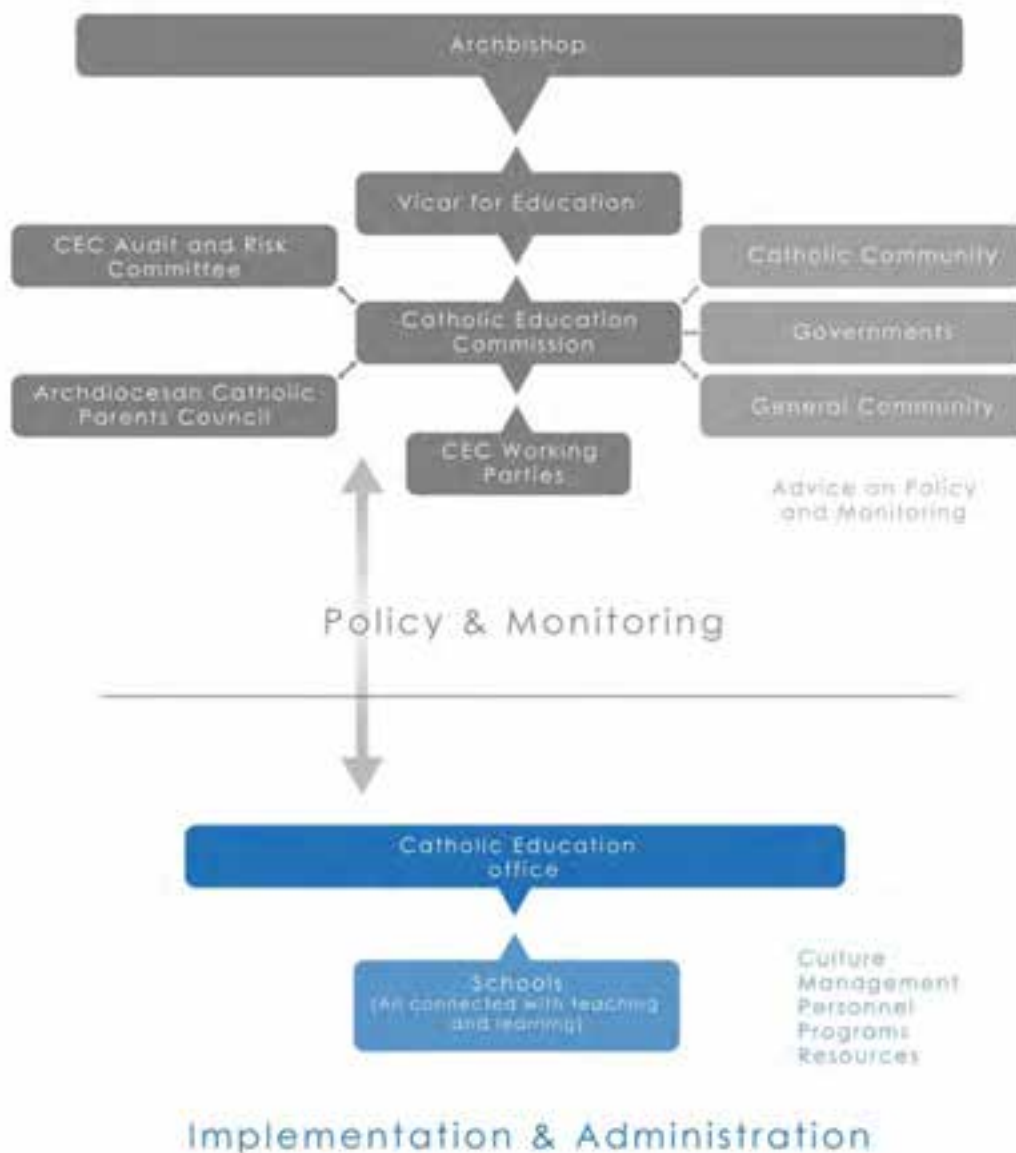 Archbishop
Vicar for Education
CEC Audit and Risk
Committee
Catholic Community
Catholic Education
Commission
Governments
Archdiocesan Catholic
Parents Council
General Community
CEC Working
Parties
Advice on Policy
and Monitoring
Policy & Monitoring
Catholic Education
office
Schools
(All connected with teaching
and learning)
Culture
Management
Personnel
Programs
Resources
Implementation & Administration